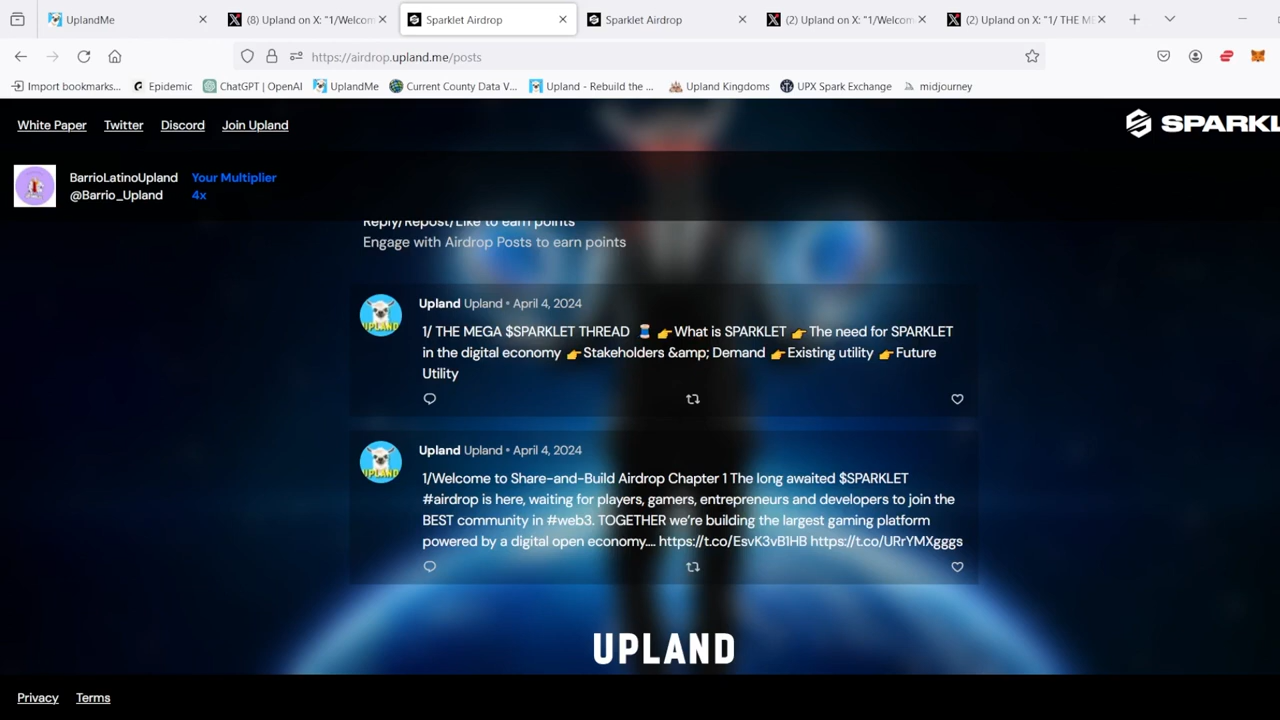 UplandMe
(8) Upland on X: "1/Welcom
Sparklet Airdrop
Sparklet Airdrop
(2) Upland on X: "1/Welcom
(2) Upland on X: "1/ THE ME
https://airdrop.upland.me/posts
Import bookmarks...
Epidemic
ChatGPT | OpenAI
UplandMe
Current County Data V...
Upland - Rebuild the ...
Upland Kingdoms
UPX Spark Exchange
midjourney
White Paper
Twitter
Discord
Join Upland
SPARKL
BarrioLatinoUpland
@Barrio_Upland
Your Multiplier
4x
Reply/Repost/Like to earn points
Engage with Airdrop Posts to earn points
UPLAND
Upland Upland • April 4, 2024
1/ THE MEGA $SPARKLET THREAD 🧵 👉What is SPARKLET 👉The need for SPARKLET
in the digital economy 👉Stakeholders &amp; Demand 👉Existing utility 👉Future
Utility
UPLAND
Upland Upland • April 4, 2024
1/Welcome to Share-and-Build Airdrop Chapter 1 The long awaited $SPARKLET
#airdrop is here, waiting for players, gamers, entrepreneurs and developers to join the
BEST community in #web3. TOGETHER we're building the largest gaming platform
powered by a digital open economy.... https://t.co/EsvK3vB1HB https://t.co/URrYMXgggs
UPLAND
Privacy
Terms